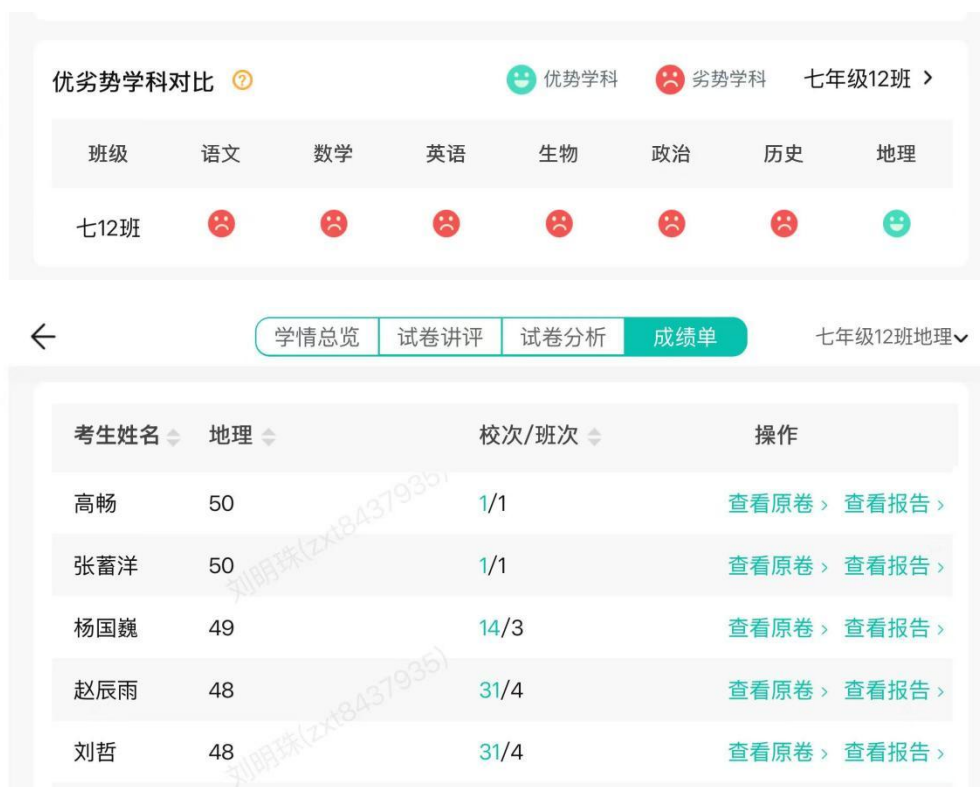 优劣势学科对比 ? 优势学科 劣势学科 七年级12班 >
班级 语文 数学 英语 生物 政治 历史 地理
七12班
学情总览 试卷讲评 试卷分析 成绩单 七年级12班地理
考生姓名 地理 校次/班次 操作
高畅 50 1/1 查看原卷 > 查看报告 >
张蓄洋 50 1/1 查看原卷 > 查看报告 >
杨国巍 49 14/3 查看原卷 > 查看报告 >
赵辰雨 48 31/4 查看原卷 > 查看报告 >
刘哲 48 31/4 查看原卷 > 查看报告 >
刘明珠(zxt8437935)
刘明珠(zxt8437935)